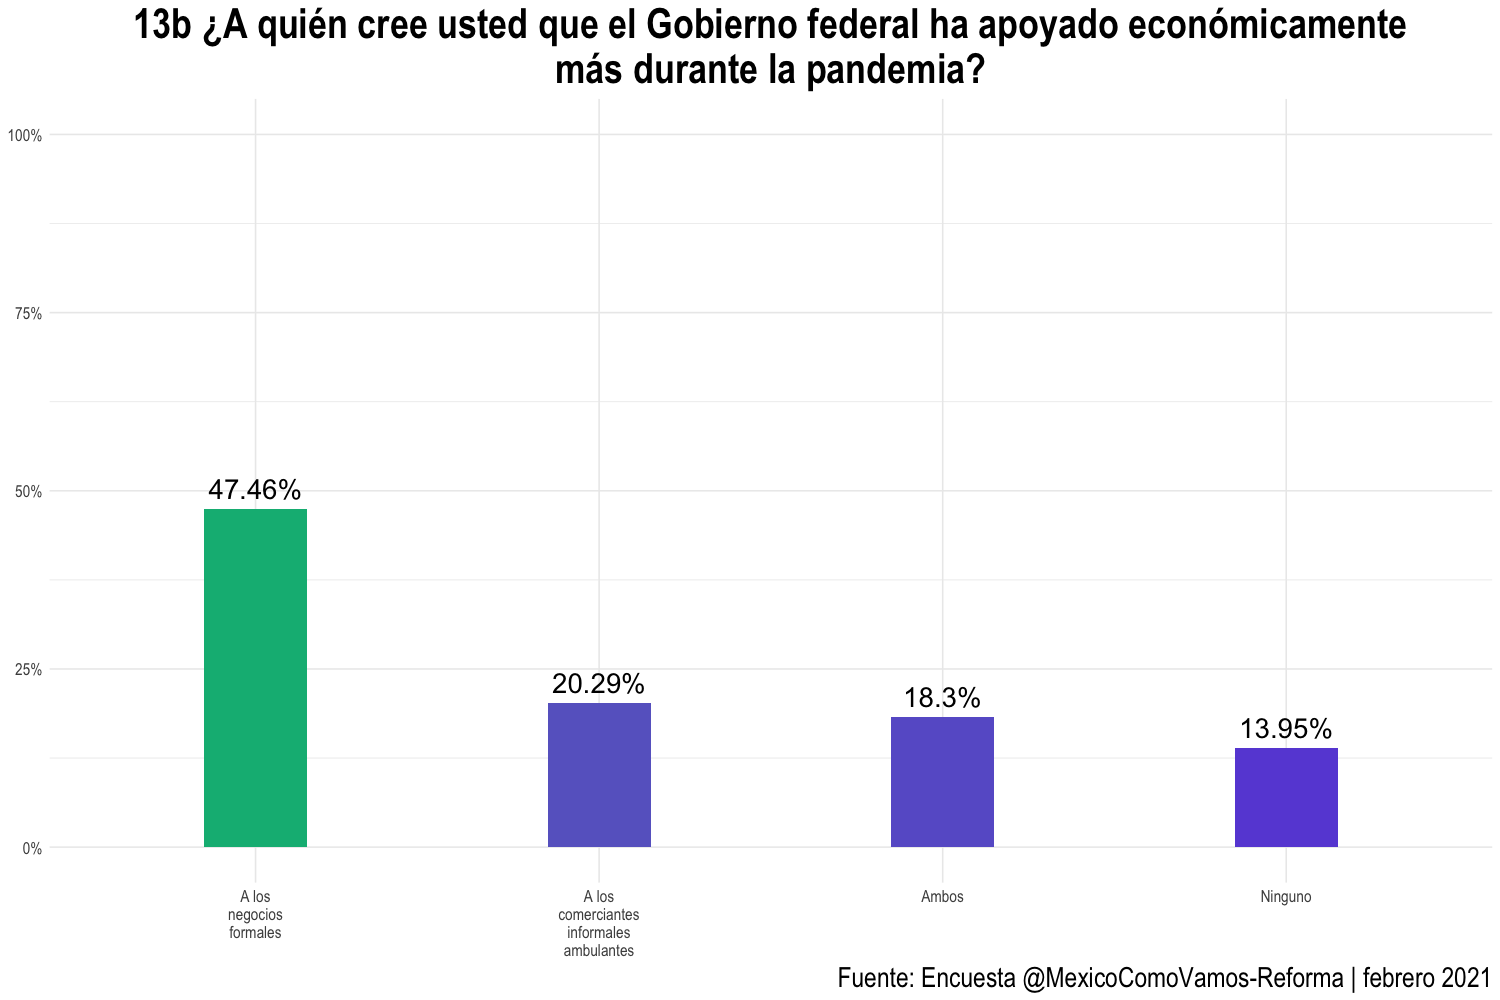 13b ¿A quién cree usted que el Gobierno federal ha apoyado económicamente
más durante la pandemia?
100%
75%
50%
25%
0%
47.46%
20.29%
18.3%
13.95%
A los
negocios
formales
A los
comerciantes
informales
ambulantes
Ambos
Ninguno
Fuente: Encuesta @MexicoComoVamos-Reforma | febrero 2021